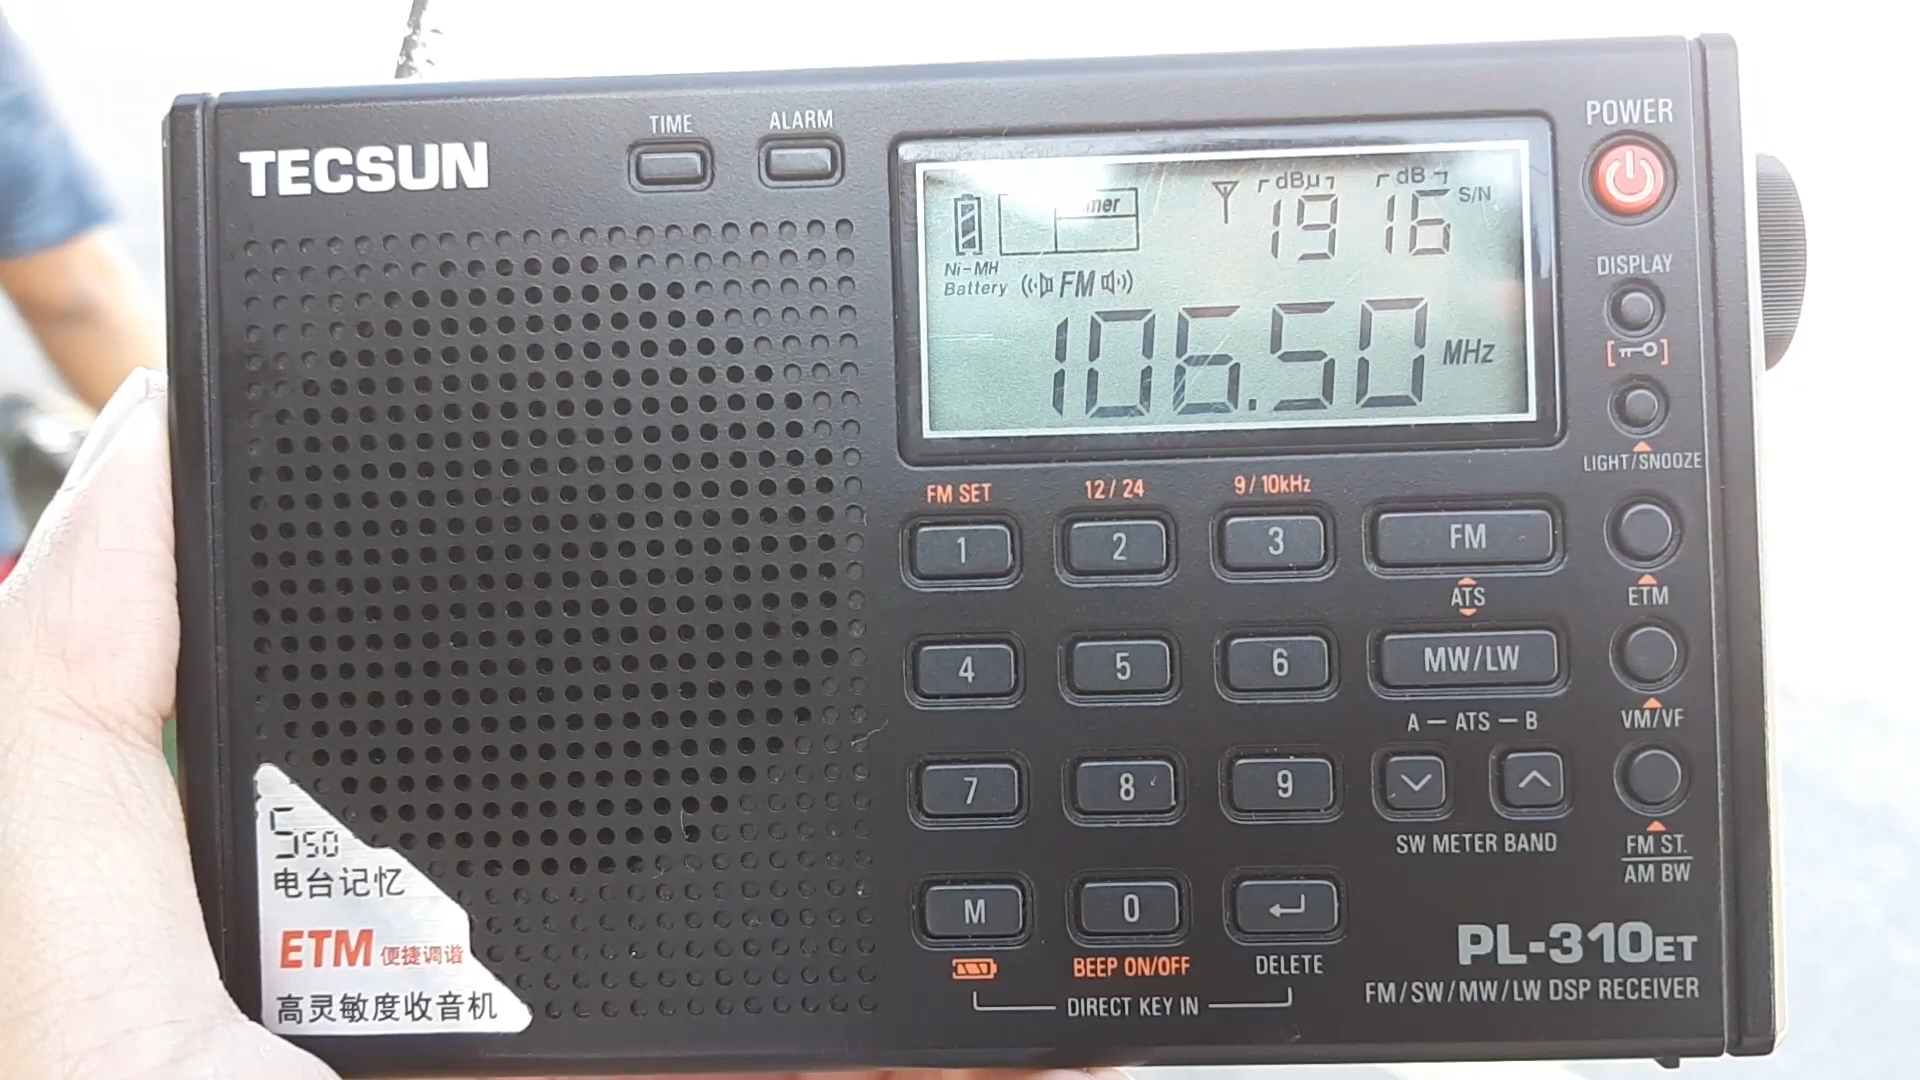 TECSUN
TIME
ALARM
POWER
dBµ
dB
19 16 S/N
Ni-MH
Battery
FM
106.50 MHz
DISPLAY
LIGHT/SNOOZE
FM SET
12/24
9/10kHz
1
2
3
FM
ATS
ETM
4
5
6
MW/LW
A — ATS — B
VM/VF
7
8
9
SW METER BAND
FM ST.
AM BW
M
0
BEEP ON/OFF
DELETE
DIRECT KEY IN
PL-310ET
FM/SW/MW/LW DSP RECEIVER
S50
电台记忆
ETM 便捷调谐
高灵敏度收音机